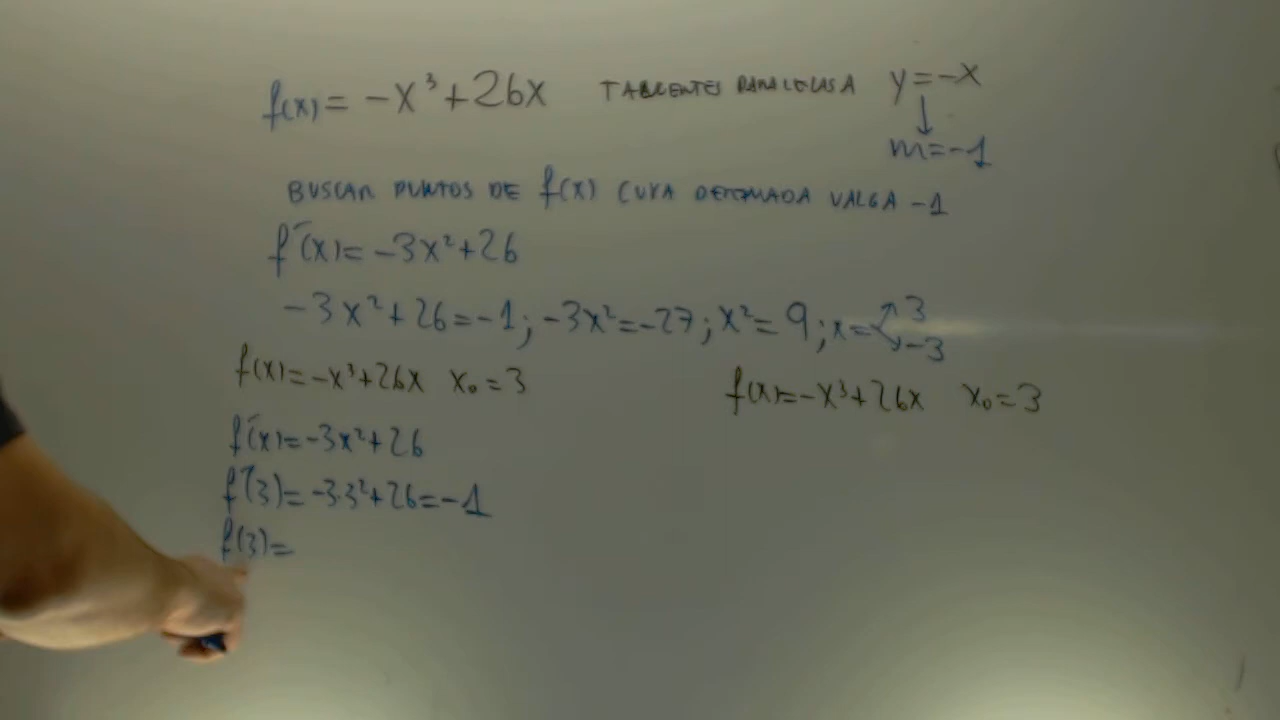 f(x) = -x³+26x TANGENTES PARALELAS A y=-x
↓
m=-1
BUSCAR PUNTOS DE f(x) CUYA DERIVADA VALGA -1
f'(x)= -3x²+26
-3x²+26=-1; -3x²=-27; x²=9; x= 3
-3
f(x)=-x³+26x x₀=3
f(x)=-x³+26x x₀=3
f'(x)=-3x²+26
f'(3)=-3·3²+26=-1
f(3)=